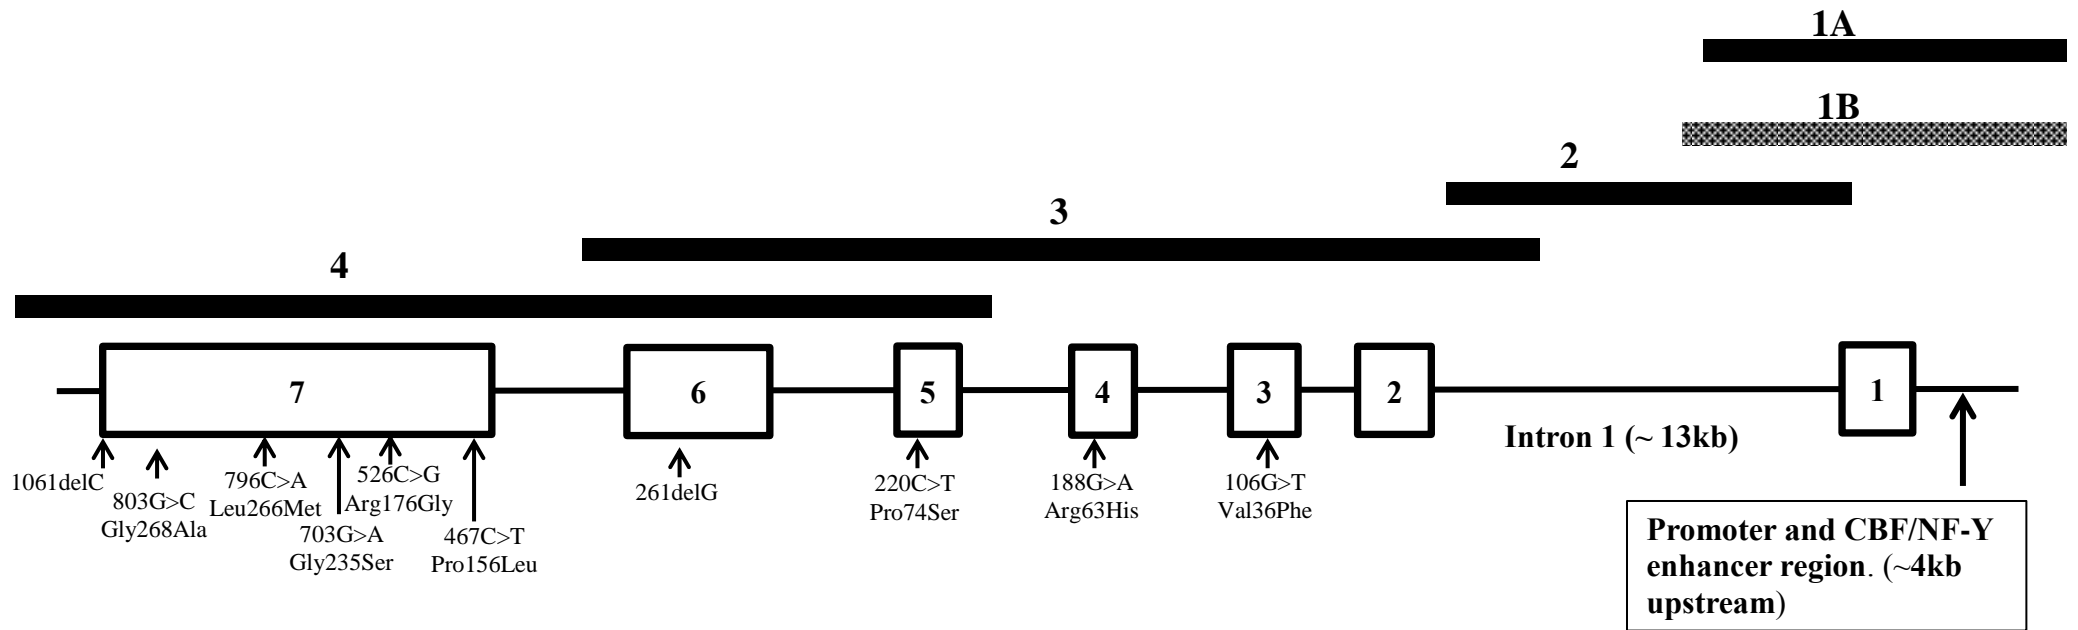 1A
1B
2
3
4
7
6
5
4
3
2
1
Intron 1 (~ 13kb)
1061delC
803G>C
Gly268Ala
796C>A
Leu266Met
703G>A
Gly235Ser
526C>G
Arg176Gly
467C>T
Pro156Leu
261delG
220C>T
Pro74Ser
188G>A
Arg63His
106G>T
Val36Phe
Promoter and CBF/NF-Y
enhancer region. (~4kb
upstream)